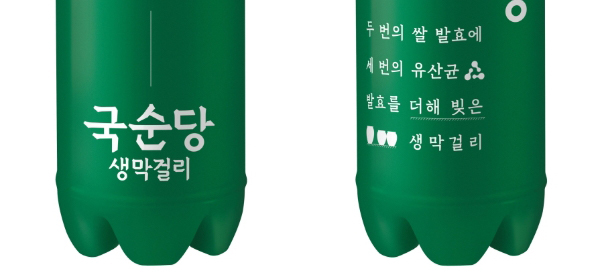 국순당
생막걸리
두 번의 쌀 발효에
세 번의 유산균
발효를 더해 빚은
생막걸리